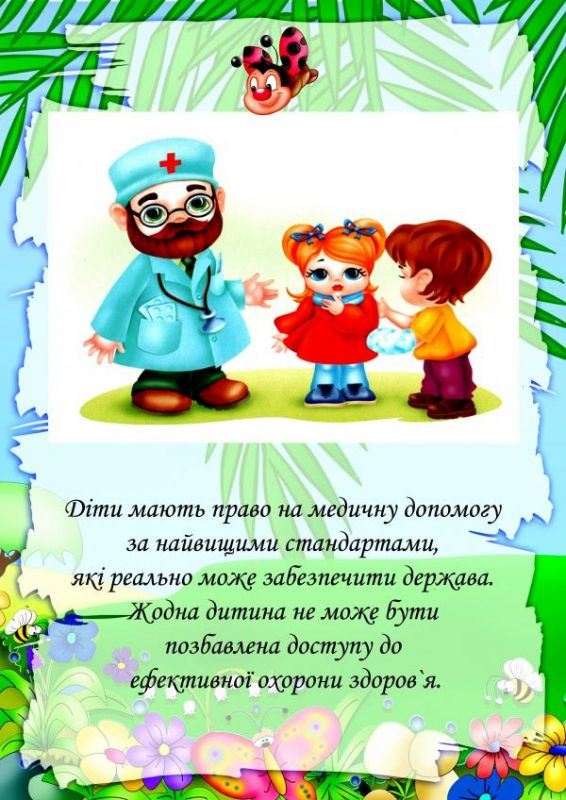 Діти мають право на медичну допомогу
за найвищими стандартами,
які реально може забезпечити держава.
Жодна дитина не може бути
позбавлена доступу до
ефективної охорони здоров`я.